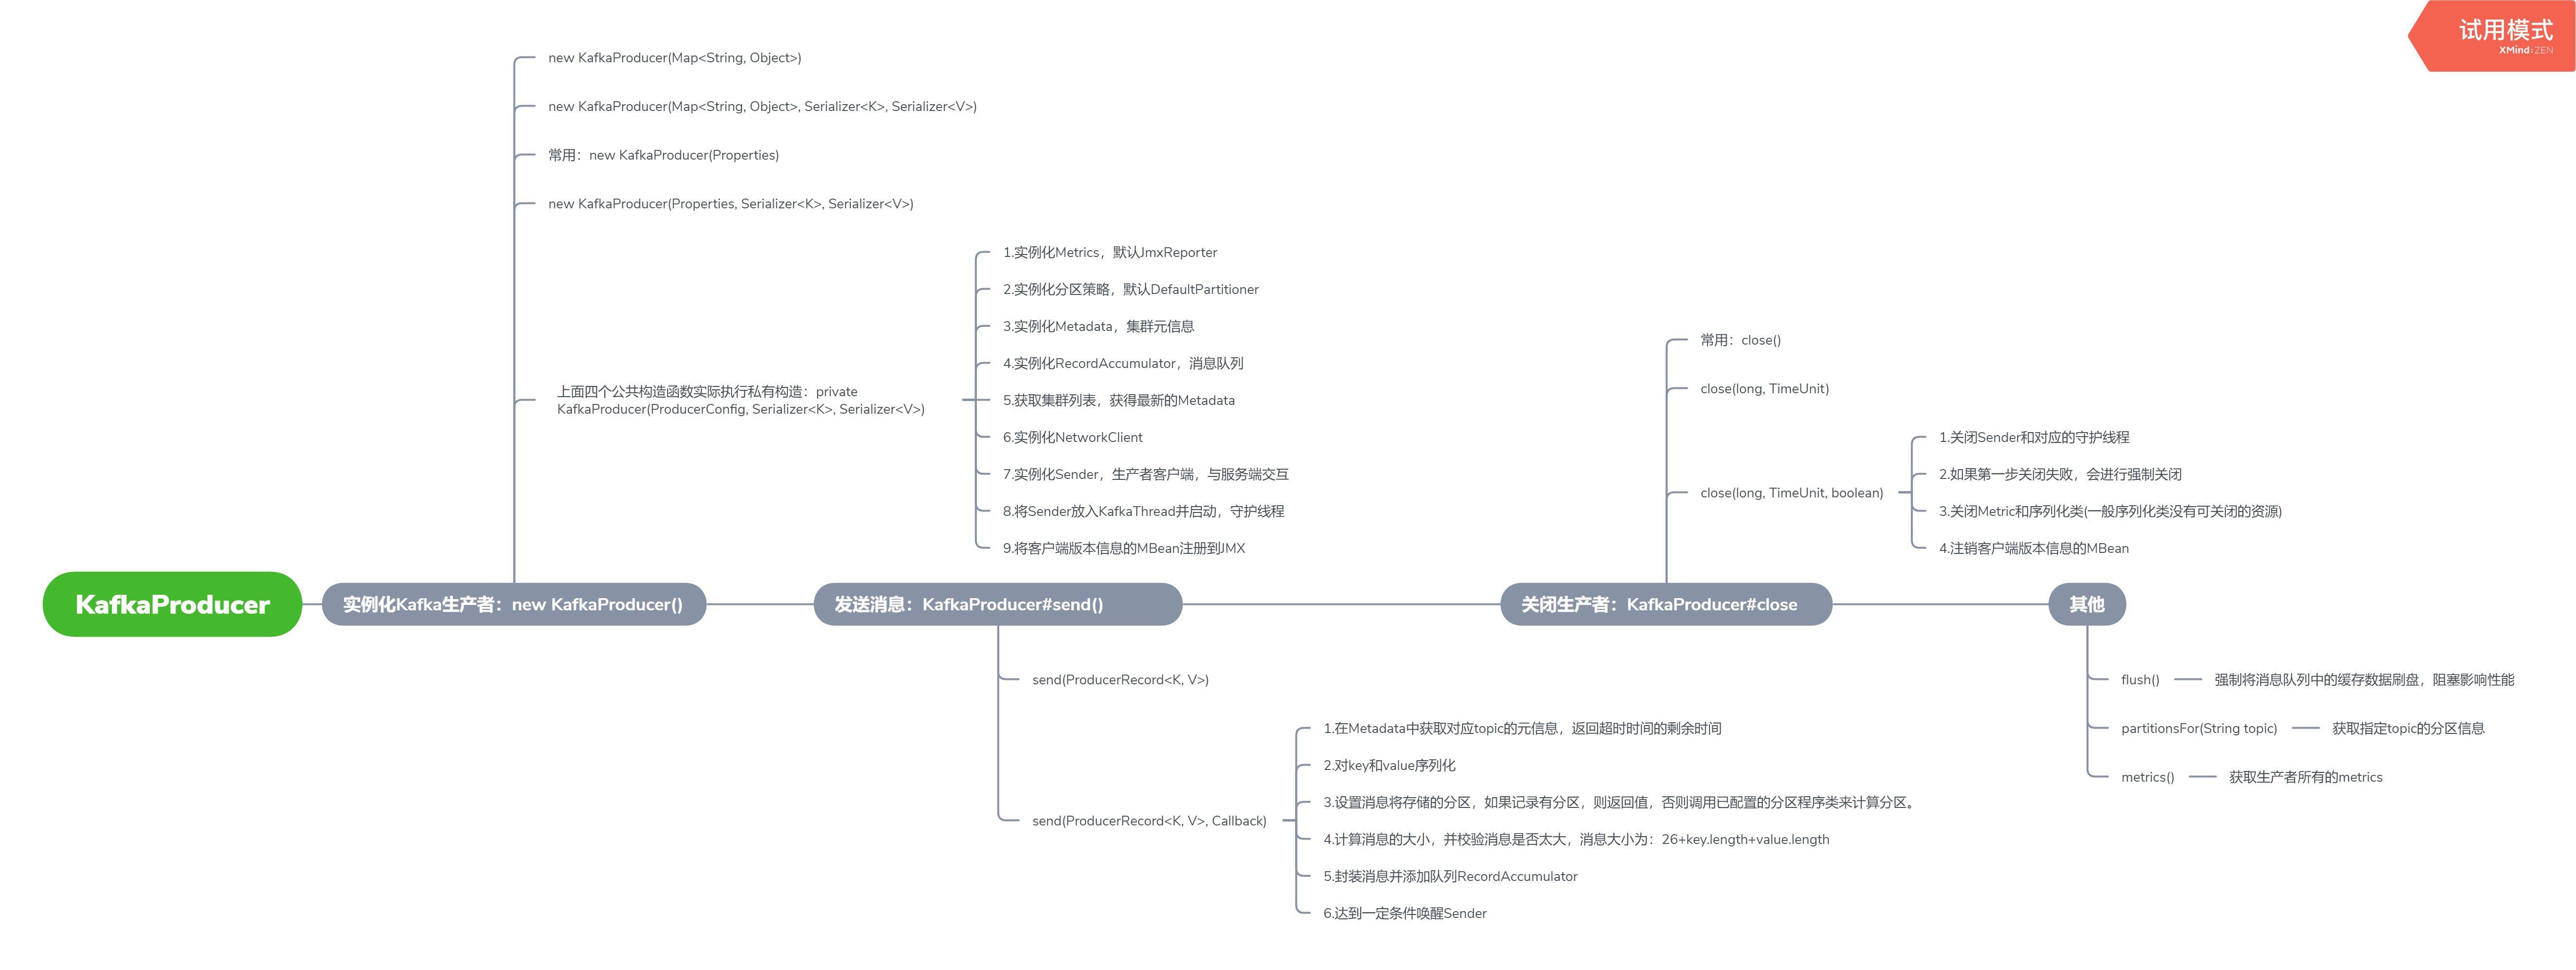 试用模式
XMind:ZEN
KafkaProducer
实例化Kafka生产者：new KafkaProducer()
new KafkaProducer(Map<String, Object>)
new KafkaProducer(Map<String, Object>, Serializer<K>, Serializer<V>)
常用：new KafkaProducer(Properties)
new KafkaProducer(Properties, Serializer<K>, Serializer<V>)
上面四个公共构造函数实际执行私有构造：private
KafkaProducer(ProducerConfig, Serializer<K>, Serializer<V>)
1.实例化Metrics，默认JmxReporter
2.实例化分区策略，默认DefaultPartitioner
3.实例化Metadata，集群元信息
4.实例化RecordAccumulator，消息队列
5.获取集群列表，获得最新的Metadata
6.实例化NetworkClient
7.实例化Sender，生产者客户端，与服务端交互
8.将Sender放入KafkaThread并启动，守护线程
9.将客户端版本信息的MBean注册到JMX
发送消息：KafkaProducer#send()
send(ProducerRecord<K, V>)
send(ProducerRecord<K, V>, Callback)
1.在Metadata中获取对应topic的元信息，返回超时时间的剩余时间
2.对key和value序列化
3.设置消息将存储的分区，如果记录有分区，则返回值，否则调用已配置的分区程序类来计算分区。
4.计算消息的大小，并校验消息是否太大，消息大小为：26+key.length+value.length
5.封装消息并添加队列RecordAccumulator
6.达到一定条件唤醒Sender
关闭生产者：KafkaProducer#close
常用：close()
close(long, TimeUnit)
close(long, TimeUnit, boolean)
1.关闭Sender和对应的守护线程
2.如果第一步关闭失败，会进行强制关闭
3.关闭Metric和序列化类(一般序列化类没有可关闭的资源)
4.注销客户端版本信息的MBean
其他
flush()
强制将消息队列中的缓存数据刷盘，阻塞影响性能
partitionsFor(String topic)
获取指定topic的分区信息
metrics()
获取生产者所有的metrics